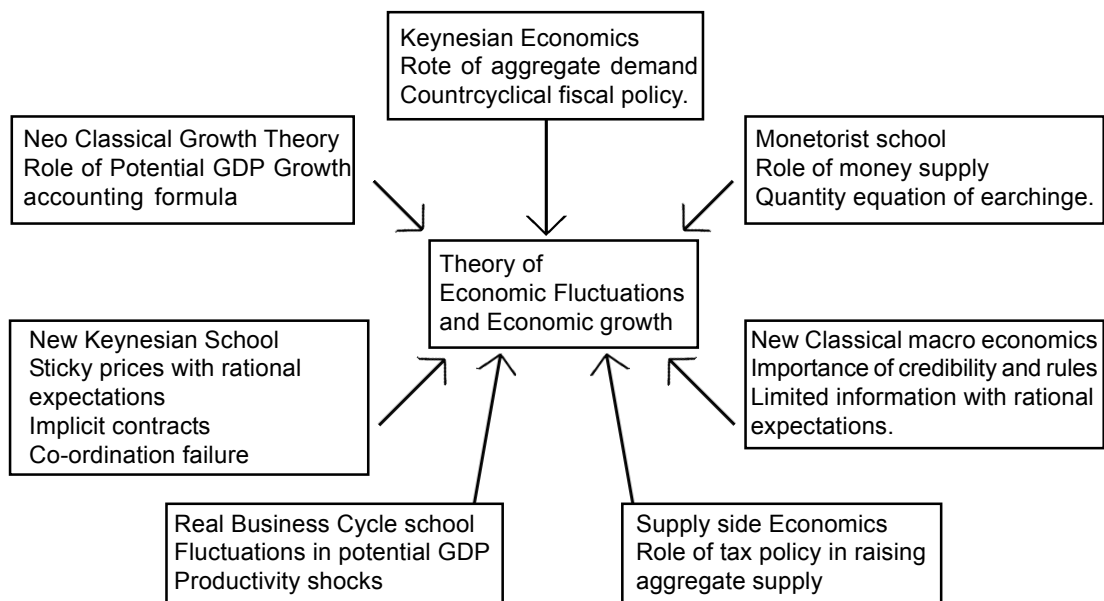 Keynesian Economics
Rote of aggregate demand
Countrcyclical fiscal policy.
Neo Classical Growth Theory
Role of Potential GDP Growth
accounting formula
Monetorist school
Role of money supply
Quantity equation of earchinge.
Theory of
Economic Fluctuations
and Economic growth
New Keynesian School
Sticky prices with rational
expectations
Implicit contracts
Co-ordination failure
New Classical macro economics
Importance of credibility and rules
Limited information with rational
expectations.
Real Business Cycle school
Fluctuations in potential GDP
Productivity shocks
Supply side Economics
Role of tax policy in raising
aggregate supply